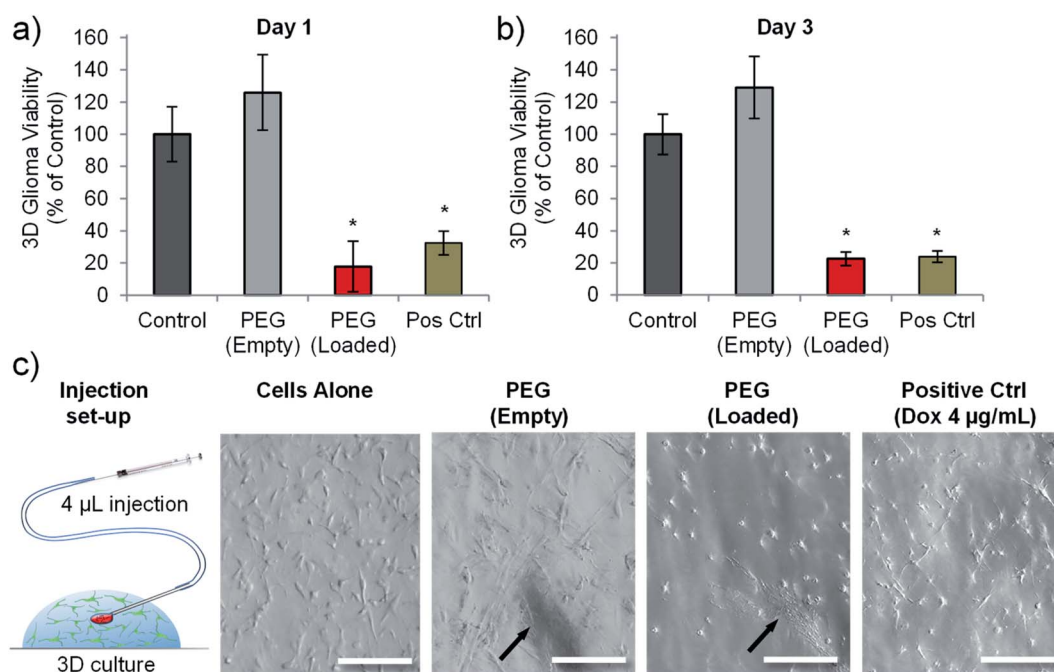 a)
Day 1
3D Glioma Viability
(% of Control)
160
140
120
100
80
60
40
20
0
*
*
Control
PEG
(Empty)
PEG
(Loaded)
Pos Ctrl
b)
Day 3
3D Glioma Viability
(% of Control)
160
140
120
100
80
60
40
20
0
*
*
Control
PEG
(Empty)
PEG
(Loaded)
Pos Ctrl
c)
Injection
set-up
4 µL injection
3D culture
Cells Alone
PEG
(Empty)
PEG
(Loaded)
Positive Ctrl
(Dox 4 µg/mL)